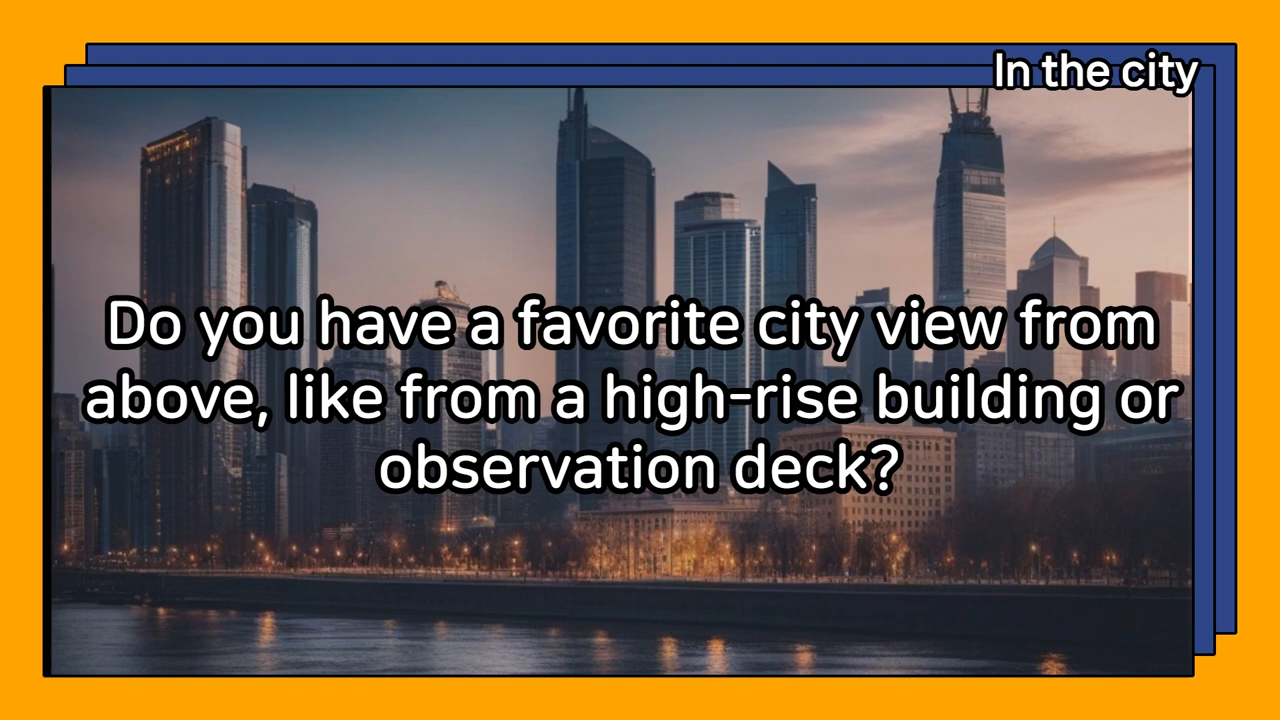 In the city
Do you have a favorite city view from
above, like from a high-rise building or
observation deck?